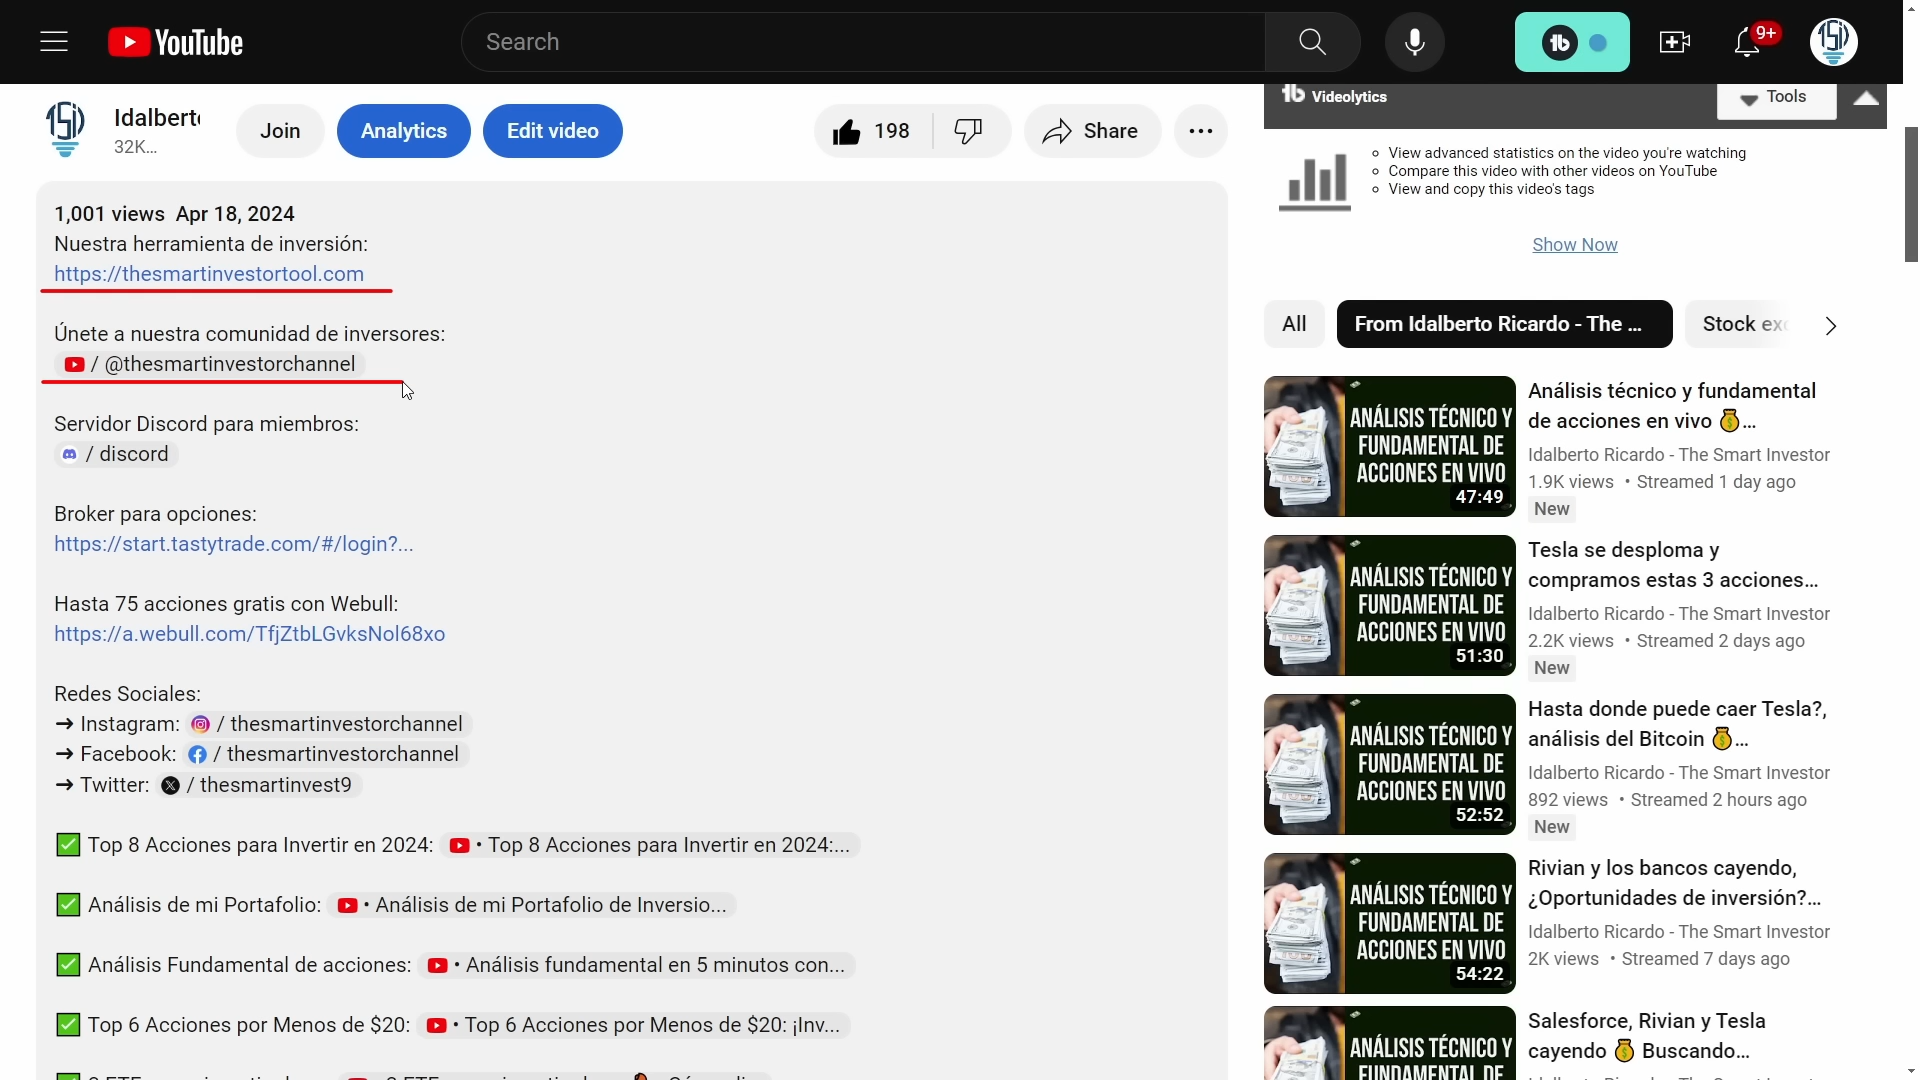 YouTube
Search
9+
Idalberto
32K...
Join
Analytics
Edit video
198
Share
1,001 views Apr 18, 2024
Nuestra herramienta de inversión:
https://thesmartinvestortool.com
Únete a nuestra comunidad de inversores:
/ @thesmartinvestorchannel
Servidor Discord para miembros:
/ discord
Broker para opciones:
https://start.tastytrade.com/#/login?...
Hasta 75 acciones gratis con Webull:
https://a.webull.com/TfjZtbLGvksNol68xo
Redes Sociales:
➔ Instagram: / thesmartinvestorchannel
➔ Facebook: / thesmartinvestorchannel
➔ Twitter: / thesmartinvest9
✅ Top 8 Acciones para Invertir en 2024: • Top 8 Acciones para Invertir en 2024:...
✅ Análisis de mi Portafolio: • Análisis de mi Portafolio de Inversio...
✅ Análisis Fundamental de acciones: • Análisis fundamental en 5 minutos con...
✅ Top 6 Acciones por Menos de $20: • Top 6 Acciones por Menos de $20: ¡Inv...
Videolytics
Tools
View advanced statistics on the video you're watching
Compare this video with other videos on YouTube
View and copy this video's tags
Show Now
All
From Idalberto Ricardo - The ...
Stock exc
ANÁLISIS TÉCNICO Y
FUNDAMENTAL DE
ACCIONES EN VIVO
47:49
Análisis técnico y fundamental
de acciones en vivo 💰...
Idalberto Ricardo - The Smart Investor
1.9K views • Streamed 1 day ago
New
ANÁLISIS TÉCNICO Y
FUNDAMENTAL DE
ACCIONES EN VIVO
51:30
Tesla se desploma y
compramos estas 3 acciones...
Idalberto Ricardo - The Smart Investor
2.2K views • Streamed 2 days ago
New
ANÁLISIS TÉCNICO Y
FUNDAMENTAL DE
ACCIONES EN VIVO
52:52
Hasta donde puede caer Tesla?,
análisis del Bitcoin 💰...
Idalberto Ricardo - The Smart Investor
892 views • Streamed 2 hours ago
New
ANÁLISIS TÉCNICO Y
FUNDAMENTAL DE
ACCIONES EN VIVO
54:22
Rivian y los bancos cayendo,
¿Oportunidades de inversión?...
Idalberto Ricardo - The Smart Investor
2K views • Streamed 7 days ago
ANÁLISIS TÉCNICO Y
Salesforce, Rivian y Tesla
cayendo 💰 Buscando...